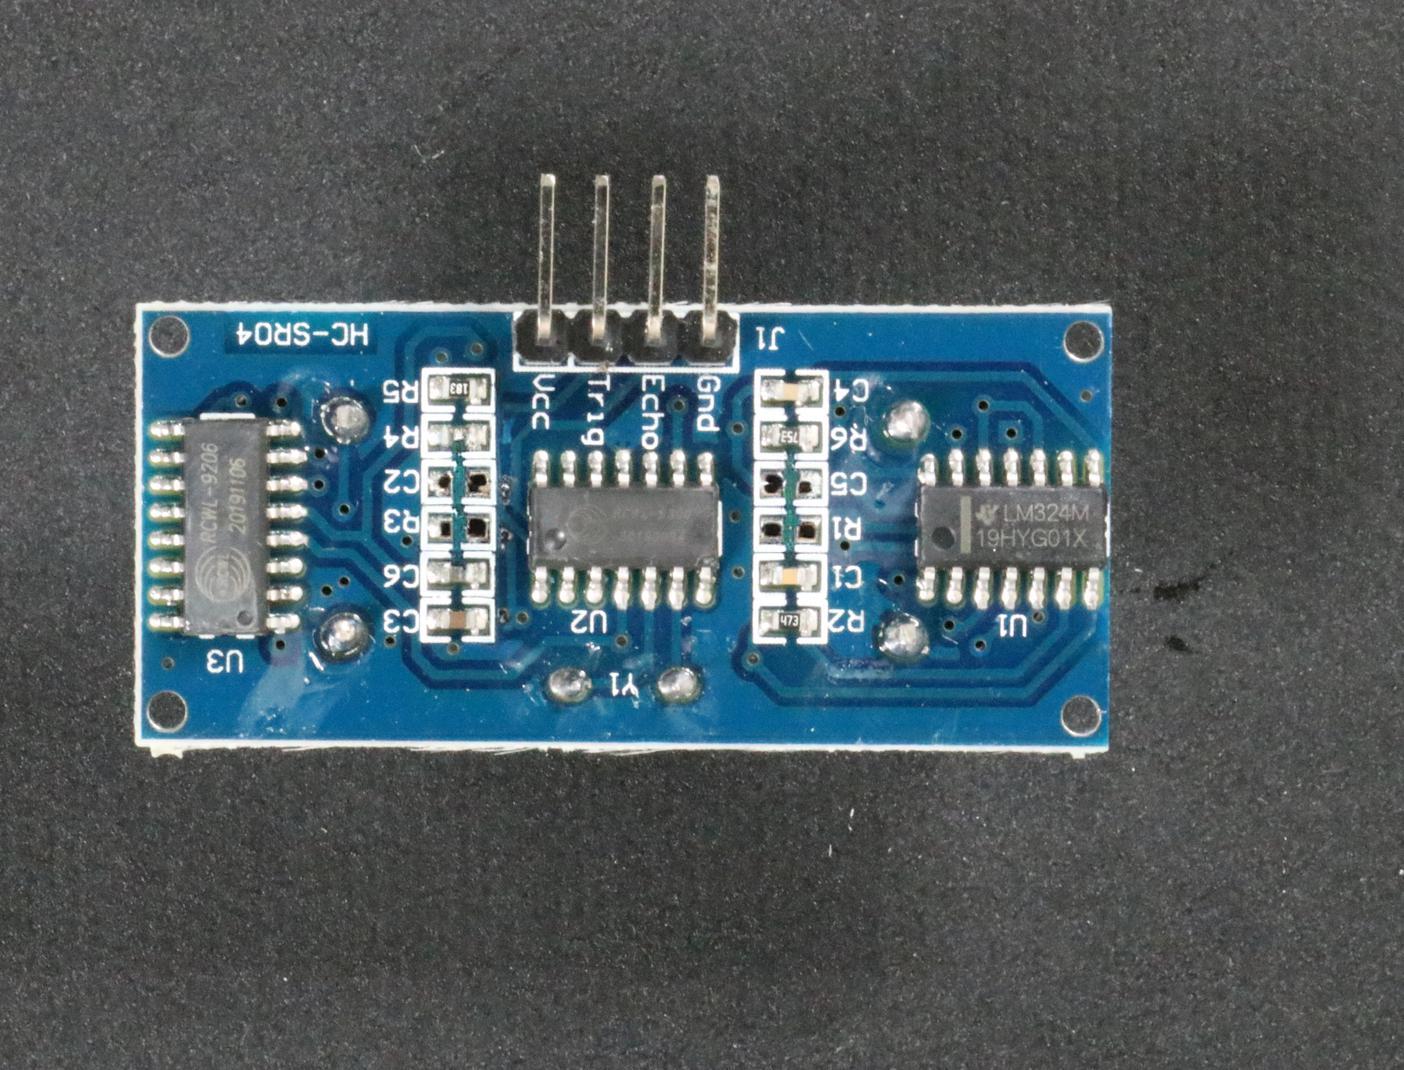 HC-SR04
J1
Vcc
Trig
Echo
Gnd
R5
183
R4
C2
R3
C6
C3
C4
R6
C5
R1
C1
R2
473
RCWL-9206
20191106
U3
U2
LM324M
19HYG01X
U1
Y1